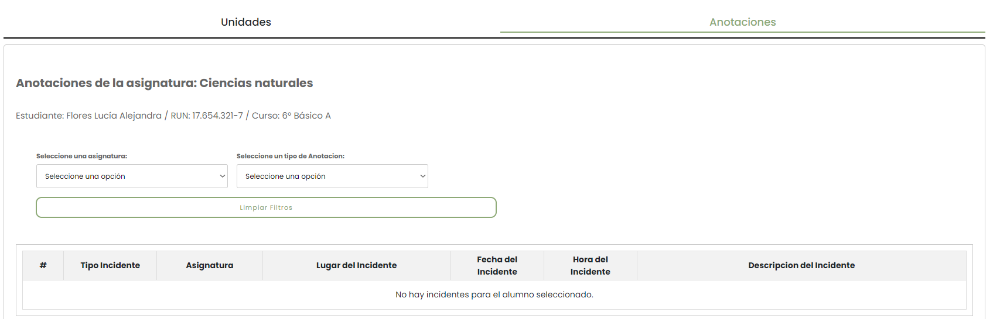 Unidades Anotaciones
Anotaciones de la asignatura: Ciencias naturales
Estudiante: Flores Lucía Alejandra / RUN: 17.654.321-7 / Curso: 6º Básico A
Seleccione una asignatura: Seleccione un tipo de Anotacion:
Seleccione una opción Seleccione una opción
Limpiar Filtros
# Tipo Incidente Asignatura Lugar del Incidente Fecha del Incidente Hora del Incidente Descripcion del Incidente
No hay incidentes para el alumno seleccionado.